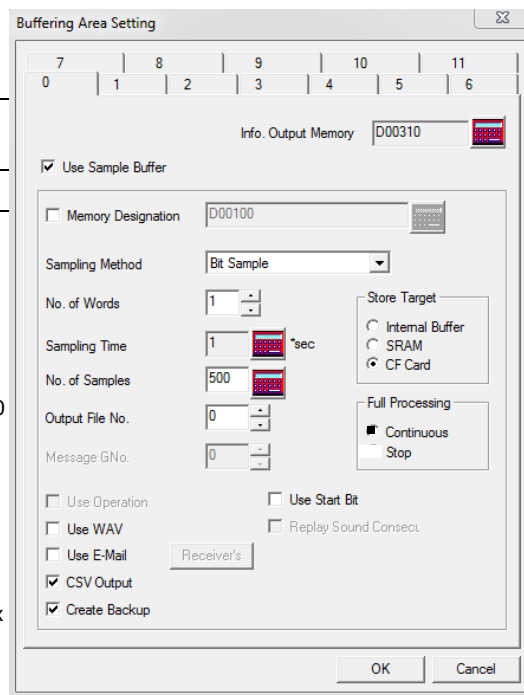 Buffering Area Setting
7 8 9 10 11
0 1 2 3 4 5 6
Info. Output Memory D00310
Use Sample Buffer
Memory Designation D00100
Sampling Method Bit Sample
No. of Words 1
Store Target
Internal Buffer
SRAM
CF Card
Sampling Time 1 *sec
No. of Samples 500
Output File No. 0
Full Processing
Continuous
Stop
Message GNo. 0
Use Operation
Use Start Bit
Use WAV
Replay Sound Consecu
Use E-Mail Receiver's
CSV Output
Create Backup
OK Cancel